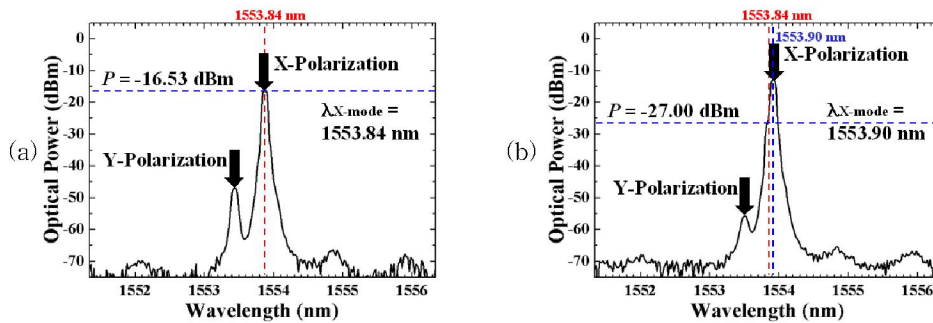 (a)
1553.84 nm
Optical Power (dBm)
0
-10
-20
-30
-40
-50
-60
-70
X-Polarization
P = -16.53 dBm
λX-mode =
1553.84 nm
Y-Polarization
1552
1553
1554
1555
1556
Wavelength (nm)
(b)
1553.84 nm
1553.90 nm
Optical Power (dBm)
0
-10
-20
-30
-40
-50
-60
-70
X-Polarization
P = -27.00 dBm
λX-mode =
1553.90 nm
Y-Polarization
1552
1553
1554
1555
1556
Wavelength (nm)